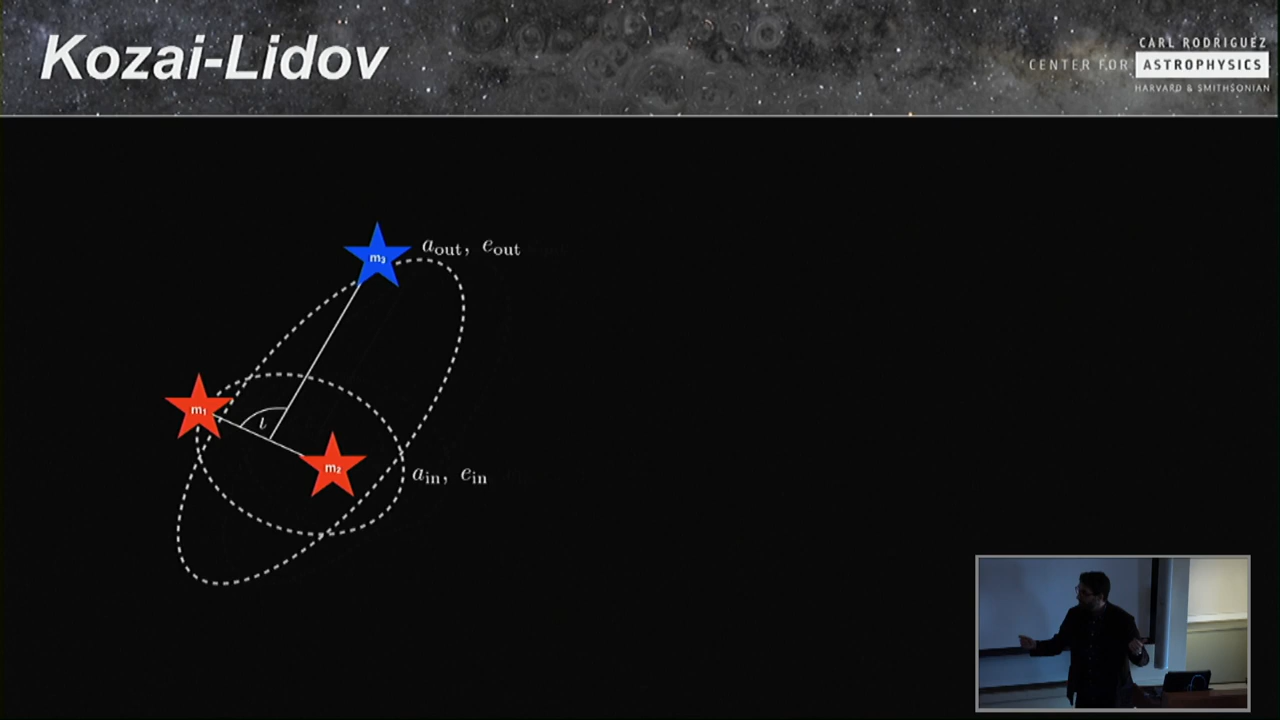 Kozai-Lidov
CARL RODRIGUEZ
CENTER FOR ASTROPHYSICS
HARVARD & SMITHSONIAN
m₃
a_out, e_out
m₁
ι
m₂
a_in, e_in